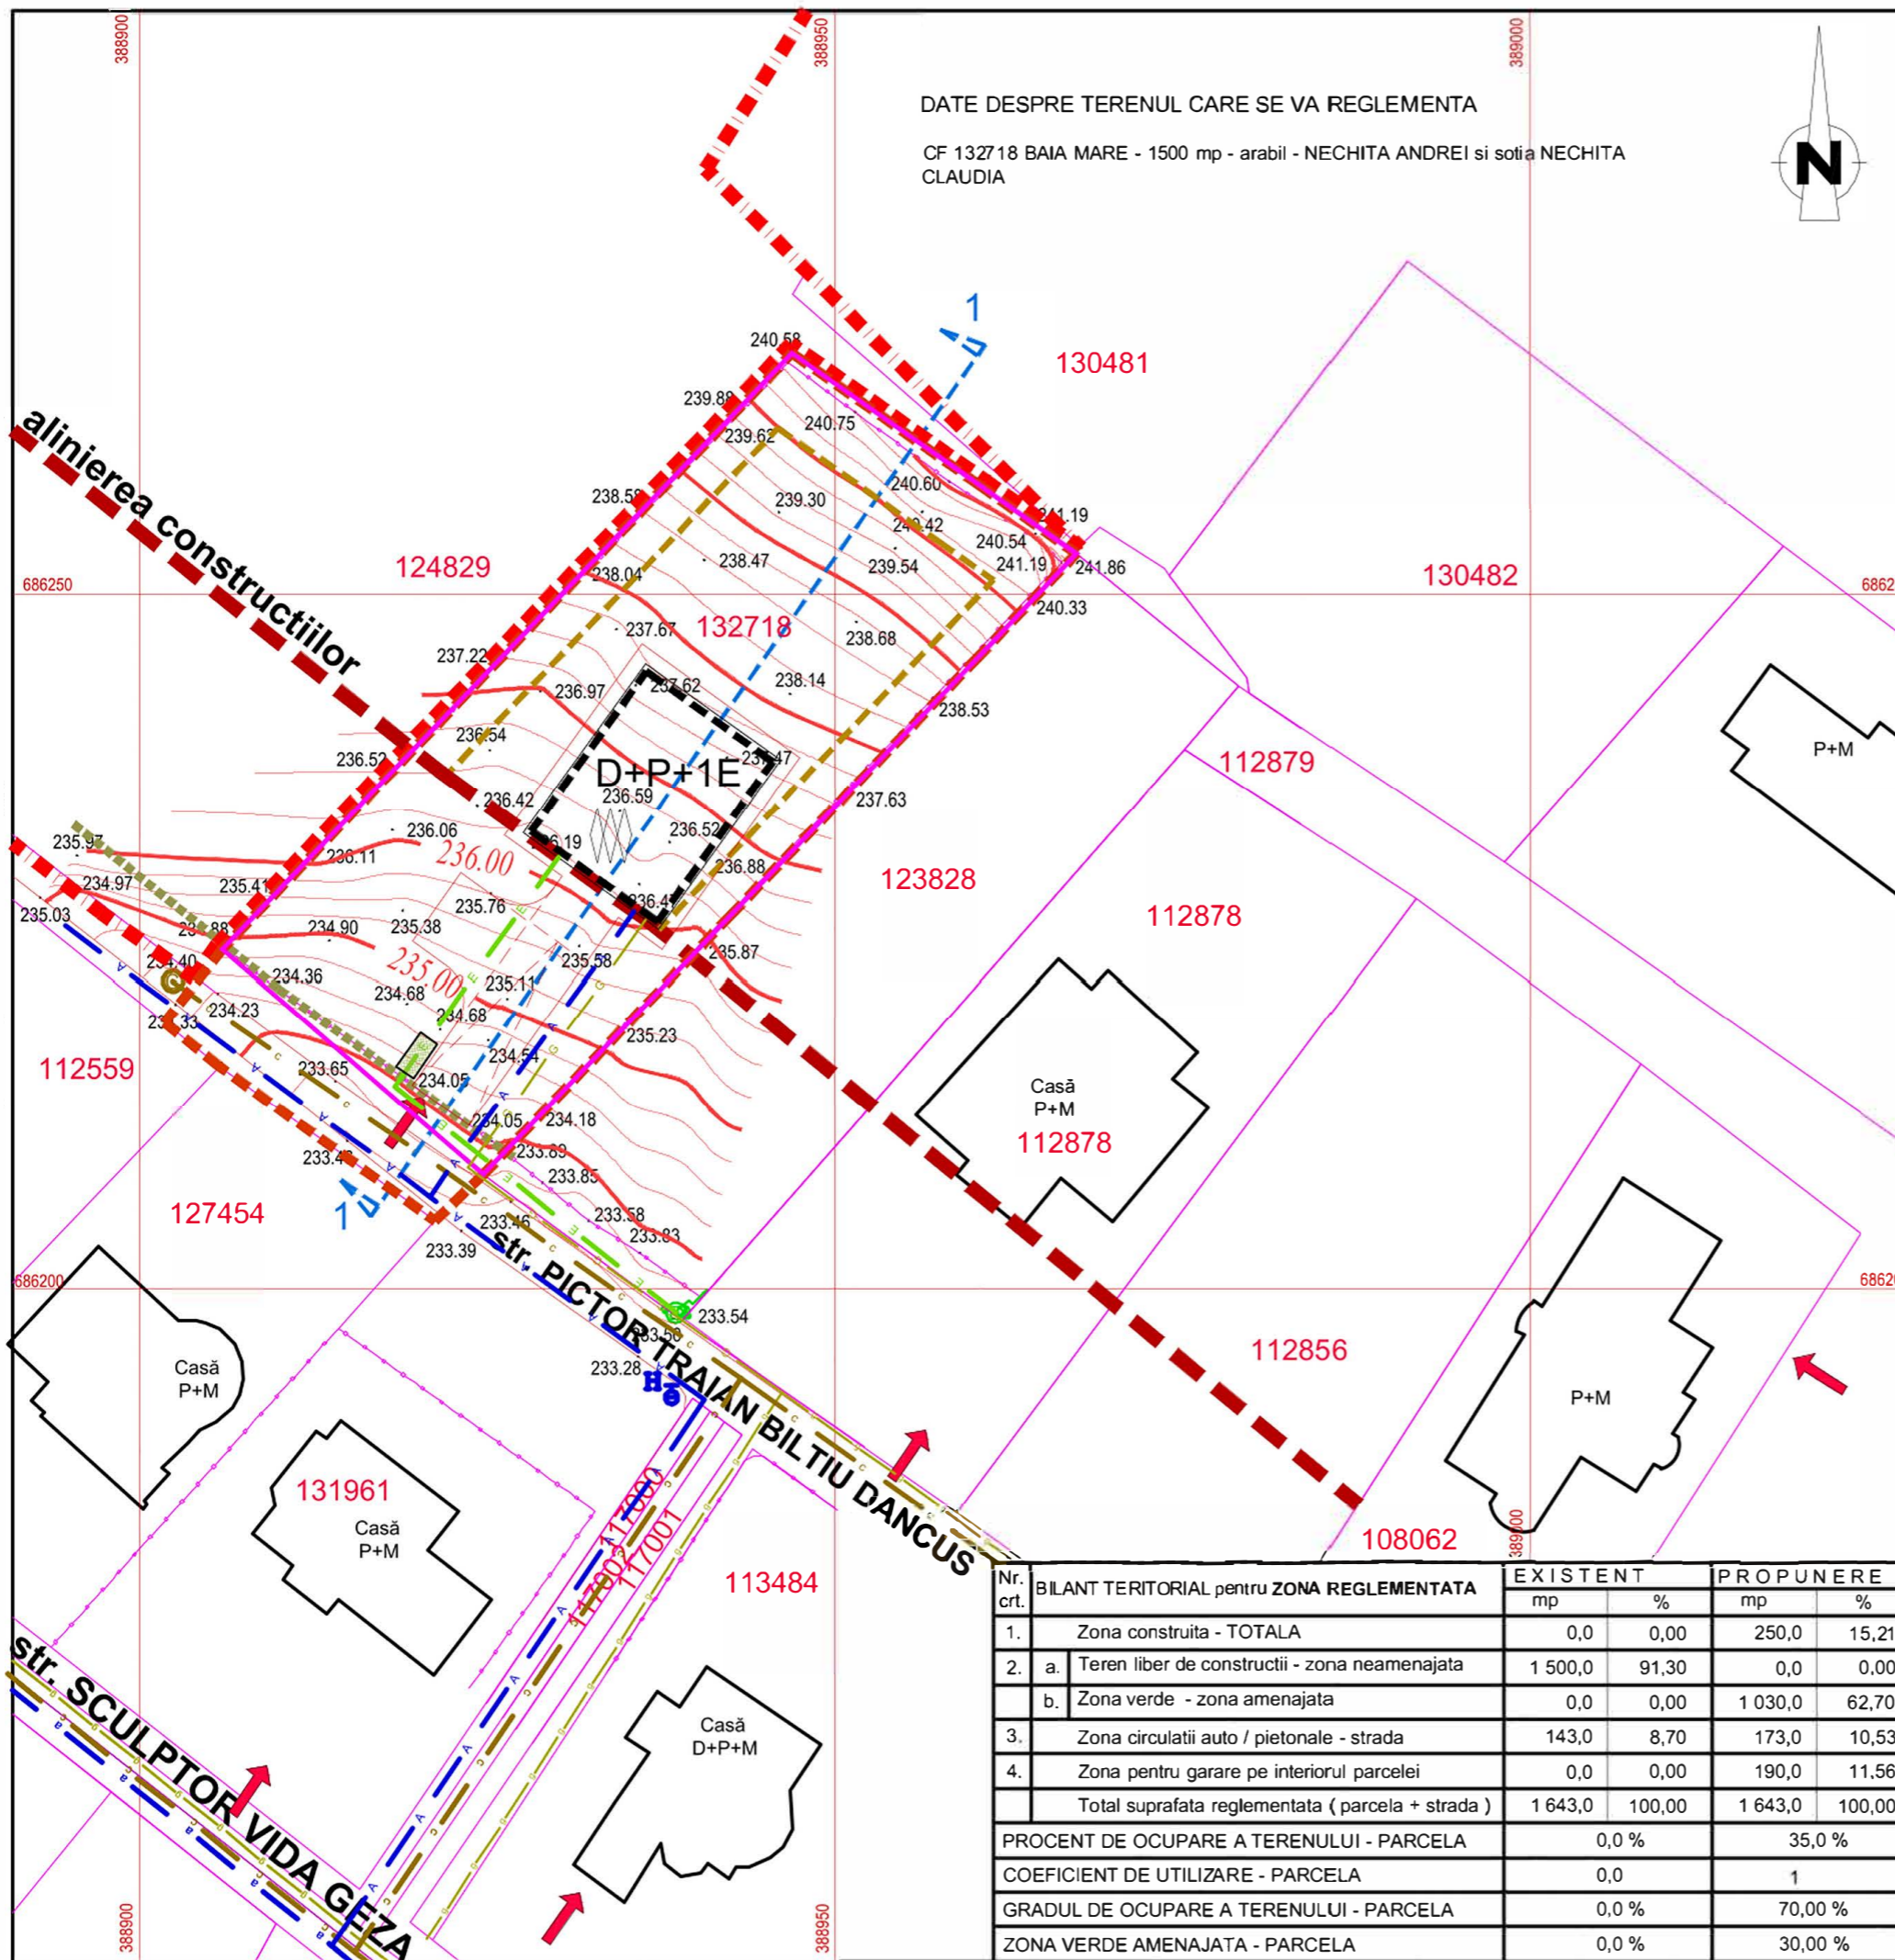 388900
388950
389000
DATE DESPRE TERENUL CARE SE VA REGLEMENTA
CF 132718 BAIA MARE - 1500 mp - arabil - NECHITA ANDREI si sotia NECHITA
CLAUDIA
N
1
130481
240.58
239.88
240.75
239.62
alinierea constructiilor
238.58
239.30
240.60
241.19
240.54
124829
238.04
238.47
239.54
241.19
241.86
130482
686250
240.33
237.67
132718
238.68
237.22
236.97
237.62
238.14
238.53
236.54
236.52
D+P+1E
112879
P+M
236.42
236.59
237.63
236.06
236.52
235.97
236.11
236.00
236.88
123828
234.97
235.41
235.76
112878
235.03
234.90
235.38
235.87
235.00
235.58
234.36
234.68
235.11
234.23
234.68
235.23
112559
233.65
234.54
234.05
Casă
P+M
112878
234.05
234.18
233.89
233.85
127454
1
233.46
233.58
233.83
233.39
str. PICTOR TRAIAN BILTIU DANCUS
686200
233.54
233.28
H
112856
Casă
P+M
P+M
131961
Casă
P+M
117000
117001
117002
113484
108062
389000
Casă
D+P+M
str. SCULPTOR VIDA GEZA
388900
388950
Nr. crt. BILANT TERITORIAL pentru ZONA REGLEMENTATA EXISTENT PROPUNERE
mp % mp %
1. Zona construita - TOTALA 0,0 0,00 250,0 15,21
2. a. Teren liber de constructii - zona neamenajata 1 500,0 91,30 0,0 0.00
b. Zona verde - zona amenajata 0,0 0,00 1 030,0 62,70
3. Zona circulatii auto / pietonale - strada 143,0 8,70 173,0 10,53
4. Zona pentru garare pe interiorul parcelei 0,0 0,00 190,0 11,56
Total suprafata reglementata ( parcela + strada ) 1 643,0 100,00 1 643,0 100,00
PROCENT DE OCUPARE A TERENULUI - PARCELA 0,0 % 35,0 %
COEFICIENT DE UTILIZARE - PARCELA 0,0 1
GRADUL DE OCUPARE A TERENULUI - PARCELA 0,0 % 70,00 %
ZONA VERDE AMENAJATA - PARCELA 0,0 % 30,00 %